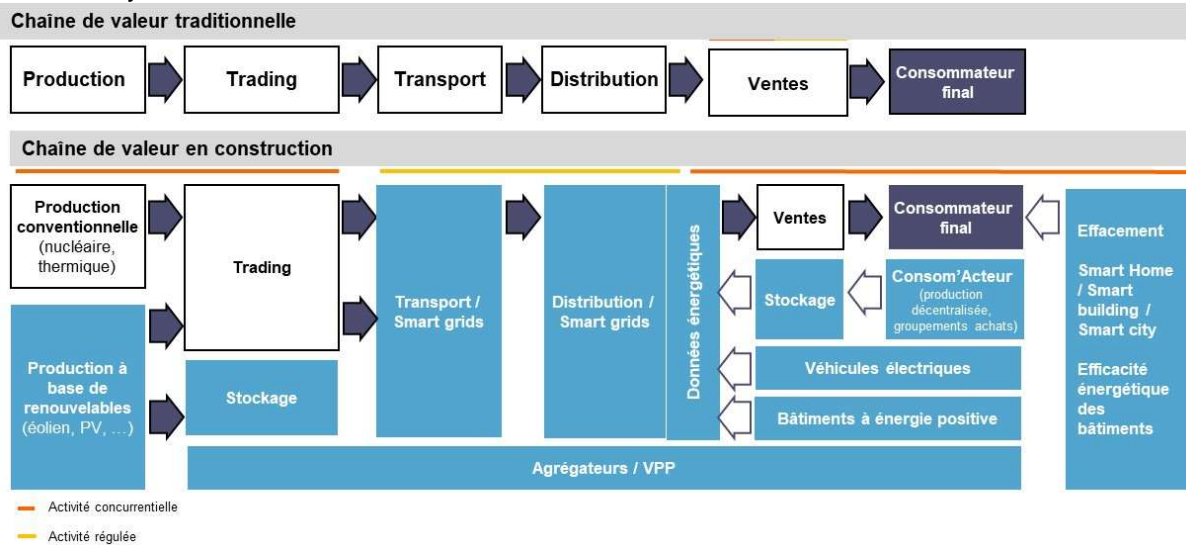 Chaîne de valeur traditionnelle
Production
Trading
Transport
Distribution
Ventes
Consommateur
final
Chaîne de valeur en construction
Production
conventionnelle
(nucléaire,
thermique)
Trading
Transport /
Smart grids
Distribution /
Smart grids
Données énergétiques
Ventes
Consommateur
final
Effacement
Smart Home
/ Smart
building /
Smart city
Efficacité
énergétique
des
bâtiments
Stockage
Consom'Acteur
(production
décentralisée,
groupements achats)
Production à
base de
renouvelables
(éolien, PV, ...)
Stockage
Véhicules électriques
Bâtiments à énergie positive
Agrégateurs / VPP
Activité concurrentielle
Activité régulée